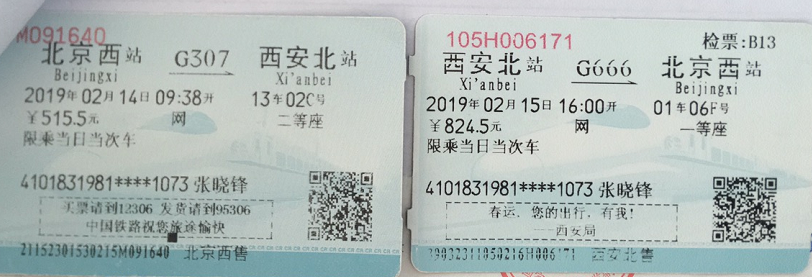 M091640
北京西站 G307 西安北站
Beijingxi Xi'anbei
2019年02月14日09:38开 13车02C号
￥515.5元 网 二等座
限乘当日当次车
4101831981****1073 张晓锋
买票请到12306 发货请到95306
中国铁路祝您旅途愉快
21152301530215M091640 北京西售
105H006171 检票:B13
西安北站 G666 北京西站
Xi'anbei Beijingxi
2019年02月15日16:00开 01车06F号
￥824.5元 网 一等座
限乘当日当次车
4101831981****1073 张晓锋
春运，您的出行，有我!
——西安局
西安北售